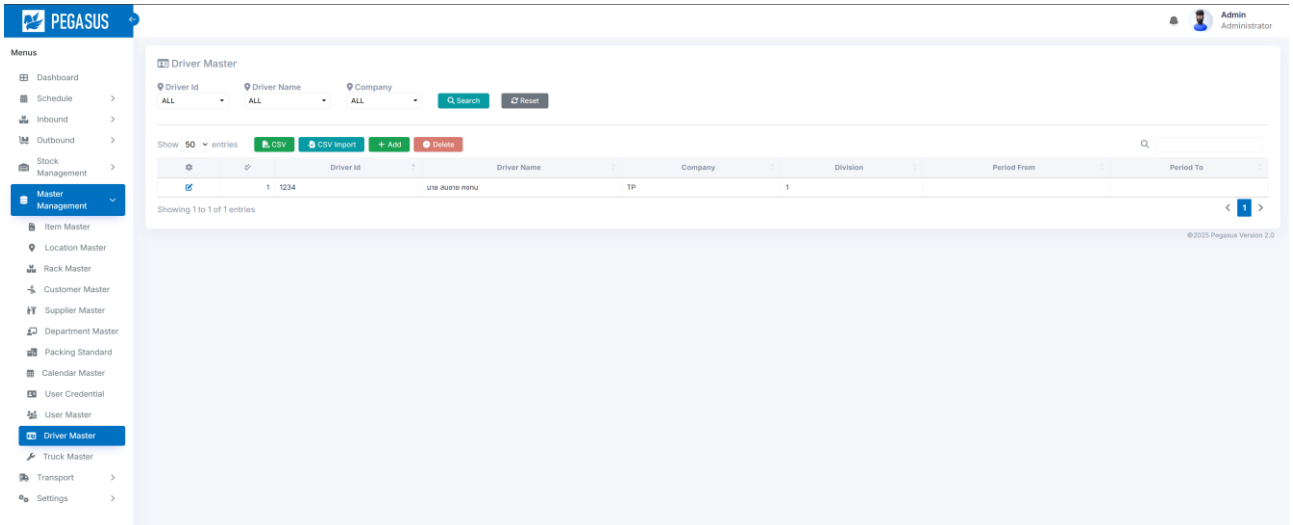 PEGASUS
Admin
Administrator
Menus
Dashboard
Schedule
Inbound
Outbound
Stock
Management
Master
Management
Item Master
Location Master
Rack Master
Customer Master
Supplier Master
Department Master
Packing Standard
Calendar Master
User Credential
User Master
Driver Master
Truck Master
Transport
Settings
Driver Master
Driver Id Driver Name Company
ALL ALL ALL Search Reset
Show 50 entries CSV CSV Import + Add Delete
Driver Id Driver Name Company Division Period From Period To
1 1234 TP 1
Showing 1 to 1 of 1 entries
< 1 >
©2025 Pegasus Version 2.0